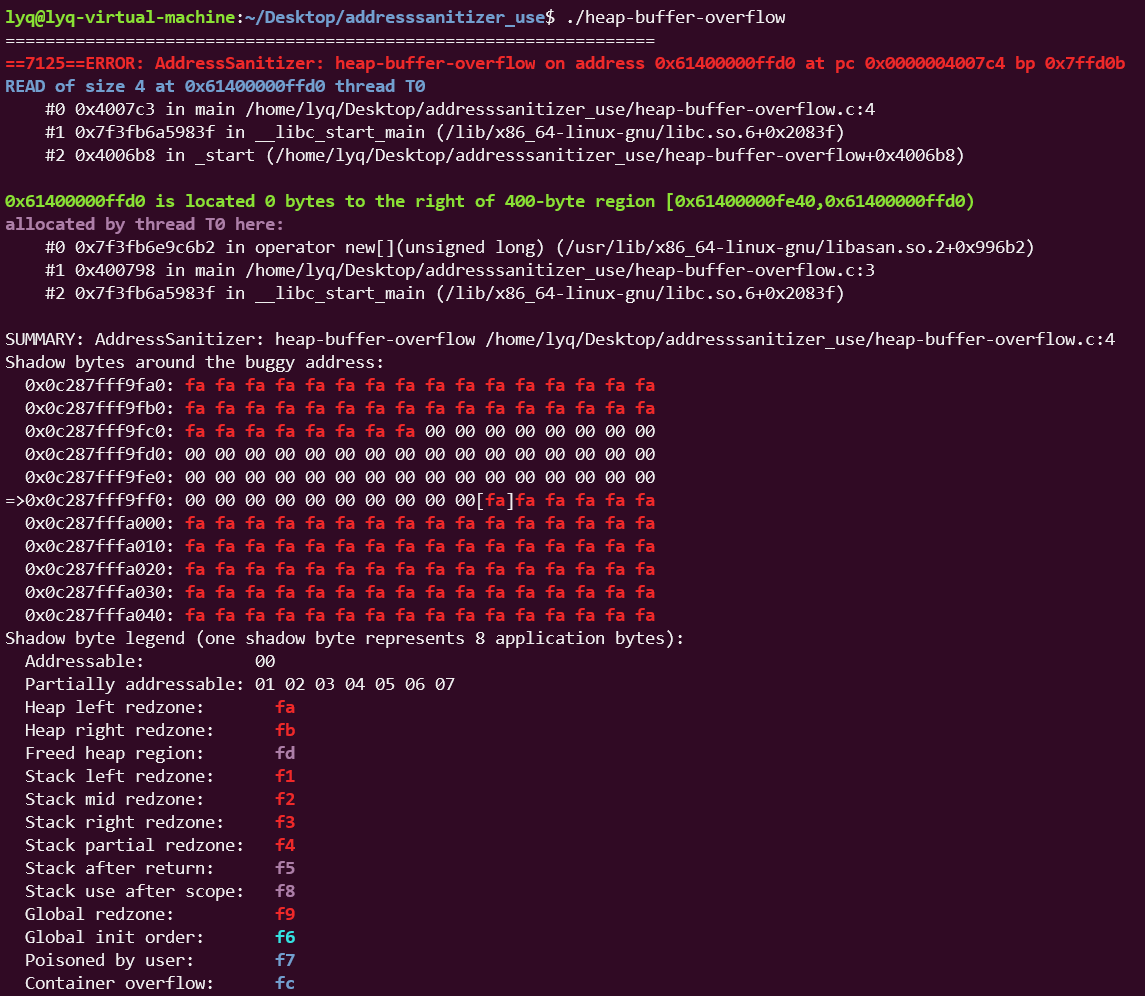 lyq@lyq-virtual-machine:~/Desktop/addresssanitizer_use$ ./heap-buffer-overflow
=================================================================
==7125==ERROR: AddressSanitizer: heap-buffer-overflow on address 0x61400000ffd0 at pc 0x0000004007c4 bp 0x7ffd0b
READ of size 4 at 0x61400000ffd0 thread T0
    #0 0x4007c3 in main /home/lyq/Desktop/addresssanitizer_use/heap-buffer-overflow.c:4
    #1 0x7f3fb6a5983f in __libc_start_main (/lib/x86_64-linux-gnu/libc.so.6+0x2083f)
    #2 0x4006b8 in _start (/home/lyq/Desktop/addresssanitizer_use/heap-buffer-overflow+0x4006b8)

0x61400000ffd0 is located 0 bytes to the right of 400-byte region [0x61400000fe40,0x61400000ffd0)
allocated by thread T0 here:
    #0 0x7f3fb6e9c6b2 in operator new[](unsigned long) (/usr/lib/x86_64-linux-gnu/libasan.so.2+0x996b2)
    #1 0x400798 in main /home/lyq/Desktop/addresssanitizer_use/heap-buffer-overflow.c:3
    #2 0x7f3fb6a5983f in __libc_start_main (/lib/x86_64-linux-gnu/libc.so.6+0x2083f)

SUMMARY: AddressSanitizer: heap-buffer-overflow /home/lyq/Desktop/addresssanitizer_use/heap-buffer-overflow.c:4
Shadow bytes around the buggy address:
  0x0c287fff9fa0: fa fa fa fa fa fa fa fa fa fa fa fa fa fa fa fa
  0x0c287fff9fb0: fa fa fa fa fa fa fa fa fa fa fa fa fa fa fa fa
  0x0c287fff9fc0: fa fa fa fa fa fa fa fa 00 00 00 00 00 00 00 00
  0x0c287fff9fd0: 00 00 00 00 00 00 00 00 00 00 00 00 00 00 00 00
  0x0c287fff9fe0: 00 00 00 00 00 00 00 00 00 00 00 00 00 00 00 00
=>0x0c287fff9ff0: 00 00 00 00 00 00 00 00 00 00[fa]fa fa fa fa fa
  0x0c287fffa000: fa fa fa fa fa fa fa fa fa fa fa fa fa fa fa fa
  0x0c287fffa010: fa fa fa fa fa fa fa fa fa fa fa fa fa fa fa fa
  0x0c287fffa020: fa fa fa fa fa fa fa fa fa fa fa fa fa fa fa fa
  0x0c287fffa030: fa fa fa fa fa fa fa fa fa fa fa fa fa fa fa fa
  0x0c287fffa040: fa fa fa fa fa fa fa fa fa fa fa fa fa fa fa fa
Shadow byte legend (one shadow byte represents 8 application bytes):
  Addressable:           00
  Partially addressable: 01 02 03 04 05 06 07
  Heap left redzone:       fa
  Heap right redzone:      fb
  Freed heap region:       fd
  Stack left redzone:      f1
  Stack mid redzone:       f2
  Stack right redzone:     f3
  Stack partial redzone:   f4
  Stack after return:      f5
  Stack use after scope:   f8
  Global redzone:          f9
  Global init order:       f6
  Poisoned by user:        f7
  Container overflow:      fc